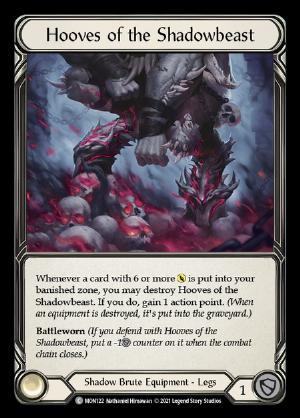 Hooves of the Shadowbeast
Whenever a card with 6 or more is put into your
banished zone, you may destroy Hooves of the
Shadowbeast. If you do, gain 1 action point. (When
an equipment is destroyed, it's put into the graveyard.)
Battleworn (If you defend with Hooves of the
Shadowbeast, put a -1 counter on it when the combat
chain closes.)
Shadow Brute Equipment - Legs
1
C MON122 Nathaniel Himawan © 2021 Legend Story Studios